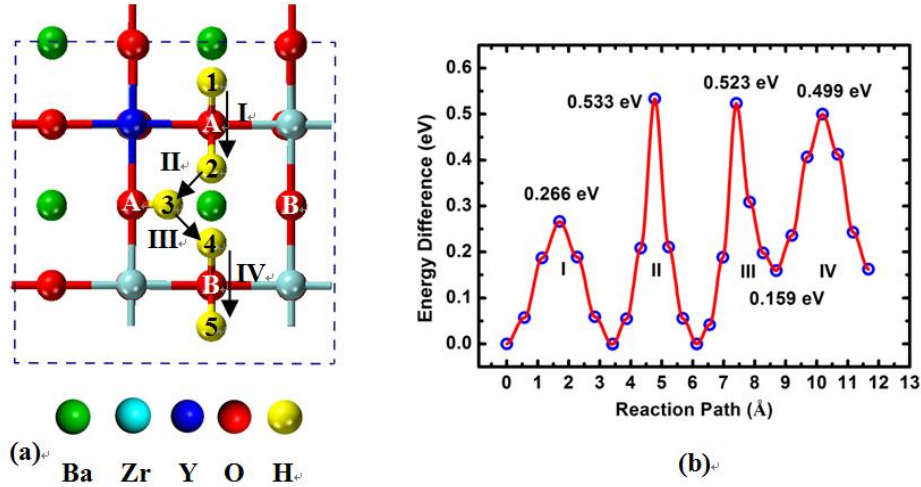 1
A
I
II
2
A
3
B
III
4
IV
B
5
Ba Zr Y O H
(a)
Energy Difference (eV)
0.6
0.5
0.4
0.3
0.2
0.1
0.0
0.533 eV
0.523 eV
0.499 eV
0.266 eV
I
II
III
IV
0.159 eV
0 1 2 3 4 5 6 7 8 9 10 11 12 13
Reaction Path (Å)
(b)